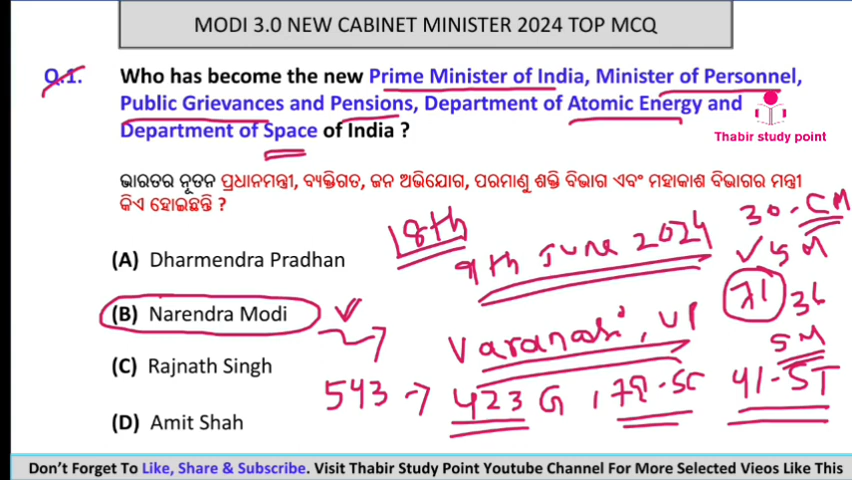 MODI 3.0 NEW CABINET MINISTER 2024 TOP MCQ
Q.1. Who has become the new Prime Minister of India, Minister of Personnel,
Public Grievances and Pensions, Department of Atomic Energy and
Department of Space of India ?
Thabir study point
ଭାରତର ନୂତନ ପ୍ରଧାନମନ୍ତ୍ରୀ, ବ୍ୟକ୍ତିଗତ, ଜନ ଅଭିଯୋଗ, ପରମାଣୁ ଶକ୍ତି ବିଭାଗ ଏବଂ ମହାକାଶ ବିଭାଗର ମନ୍ତ୍ରୀ
କିଏ ହୋଇଛନ୍ତି ?
18th
9th June 2024
30 - CM
5 M
71 36
SM
(A) Dharmendra Pradhan
(B) Narendra Modi
(C) Rajnath Singh
(D) Amit Shah
Varanasi, UP
543 → 423 G, 79 - SC 41 - ST
Don't Forget To Like, Share & Subscribe. Visit Thabir Study Point Youtube Channel For More Selected Vieos Like This